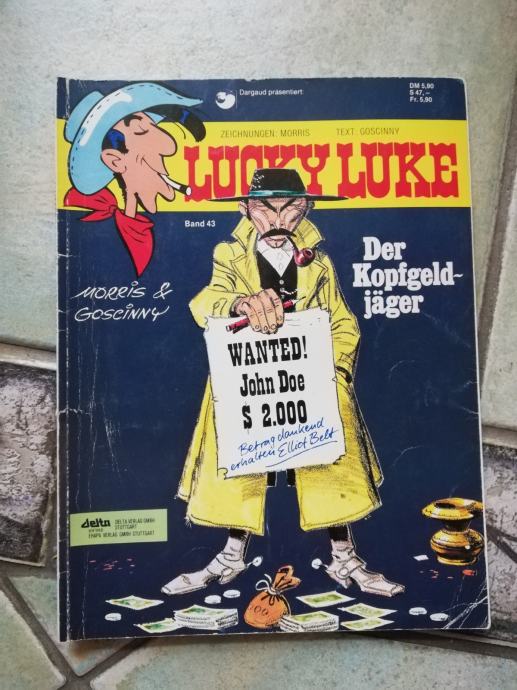 Dargaud präsentiert:
DM 5,90
S 47,–
Fr. 5,90
ZEICHNUNGEN: MORRIS TEXT: GOSCINNY
LUCKY LUKE
Band 43
Der
Kopfgeld-
jäger
MORRIS &
GOSCINNY
WANTED!
John Doe
$ 2.000
Betrag dankend
erhalten Elliot Belt
delta
DELTA VERLAG GMBH
STUTTGART
EHAPA VERLAG GMBH STUTTGART